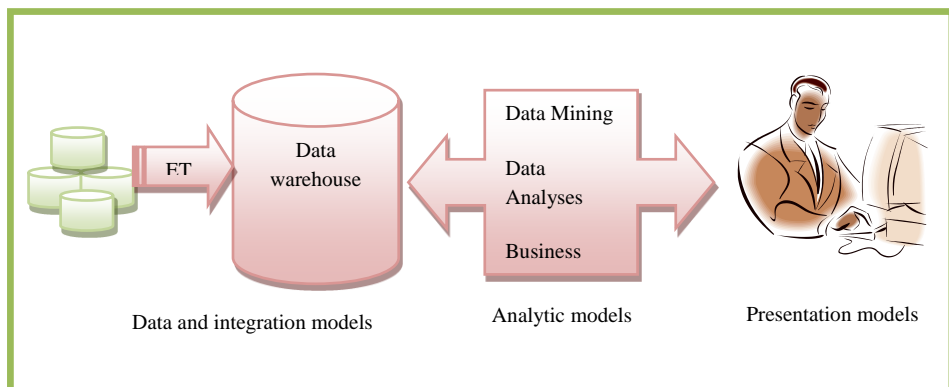 ET
Data
warehouse
Data Mining
Data
Analyses
Business
Data and integration models
Analytic models
Presentation models